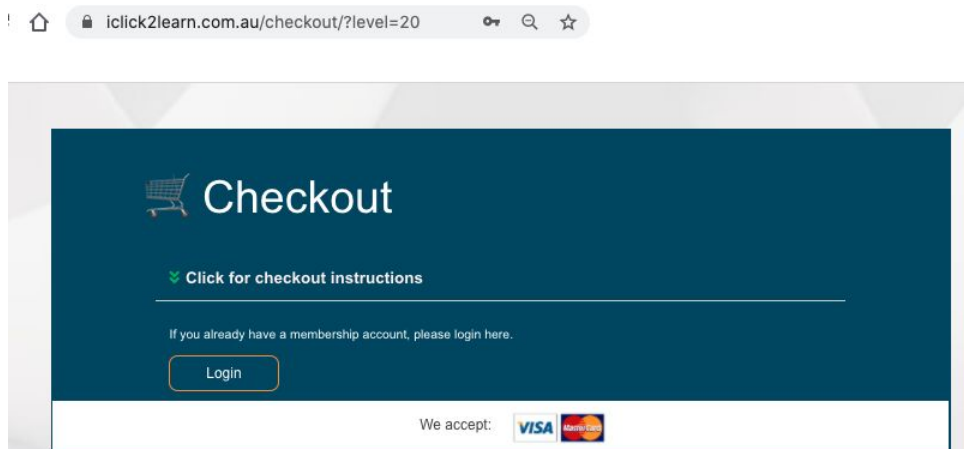 iclick2learn.com.au/checkout/?level=20
Checkout
Click for checkout instructions
If you already have a membership account, please login here.
Login
We accept: VISA MasterCard